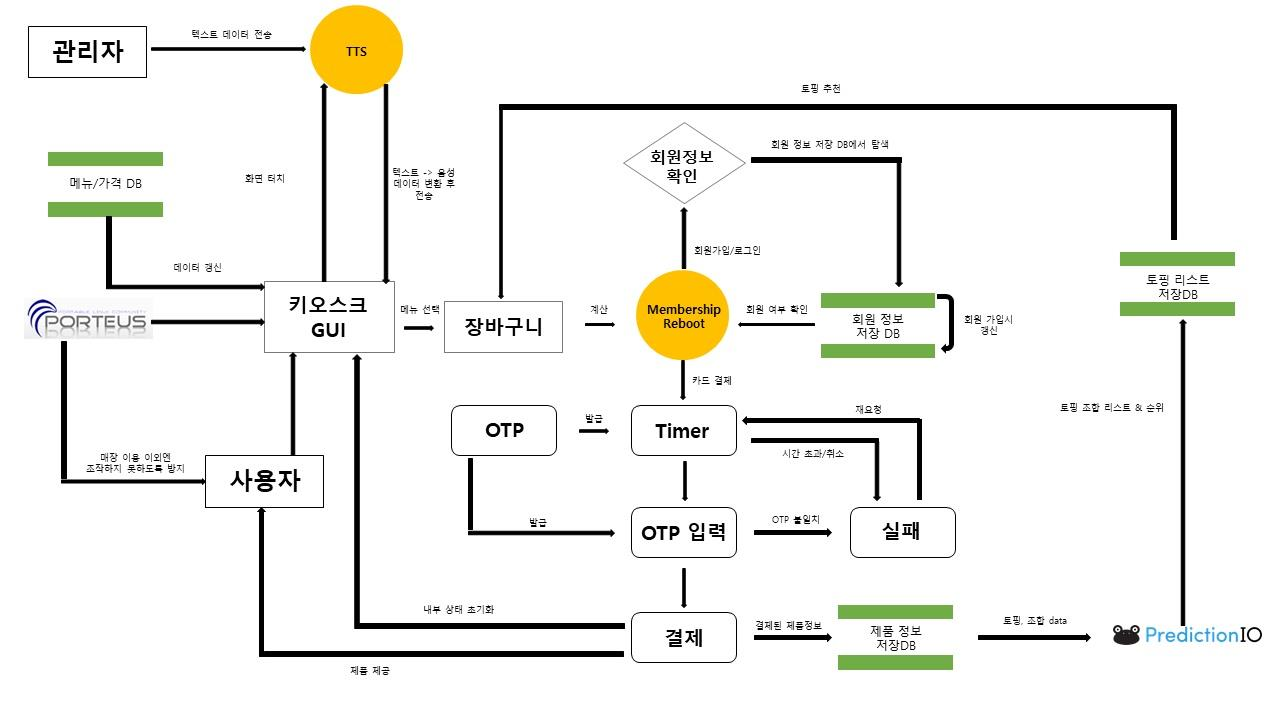 관리자
텍스트 데이터 전송
TTS
토핑 추천
메뉴/가격 DB
화면 터치
텍스트 -> 음성
데이터 변환 후
전송
회원정보
확인
회원 정보 저장 DB에서 탐색
데이터 갱신
회원가입/로그인
토핑 리스트
저장DB
PORTEUS
키오스크
GUI
메뉴 선택
장바구니
계산
Membership
Reboot
회원 여부 확인
회원 정보
저장 DB
회원 가입시
갱신
카드 결제
OTP
발급
Timer
재요청
시간 초과/취소
토핑 조합 리스트 & 순위
매장 이용 이외엔
조작하지 못하도록 방지
사용자
발급
OTP 입력
OTP 불일치
실패
내부 상태 초기화
결제
결제된 제품정보
제품 정보
저장DB
토핑, 조합 data
PredictionIO
제품 제공